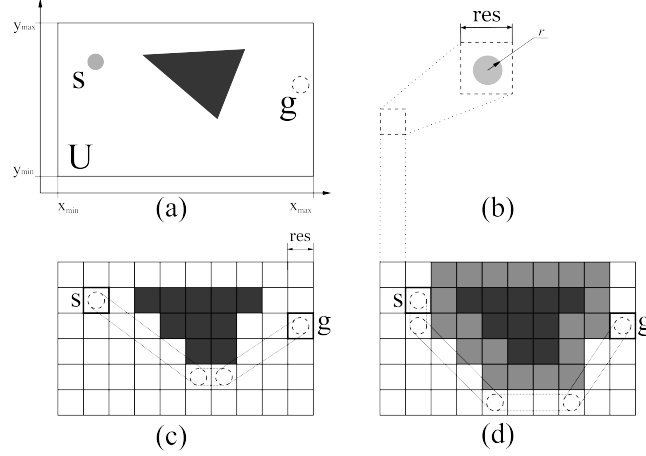 y_max
s
g
U
y_min
x_min
x_max
(a)
res
r
(b)
res
s
g
(c)
s
g
(d)